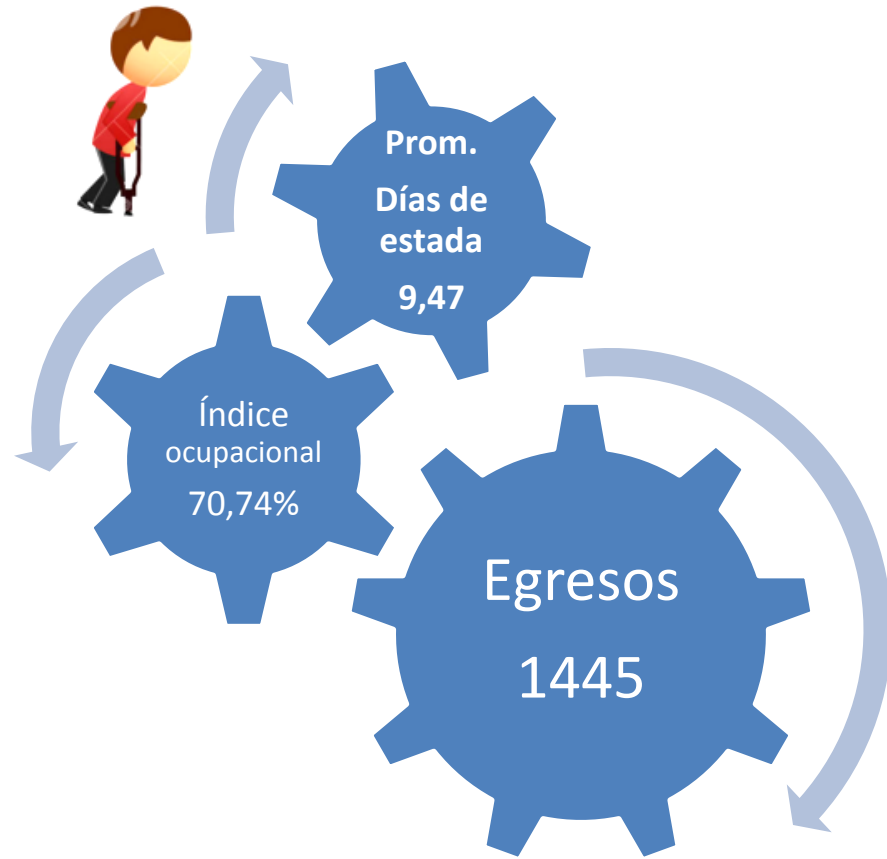 Prom.
Días de
estada
9,47
Índice
ocupacional
70,74%
Egresos
1445